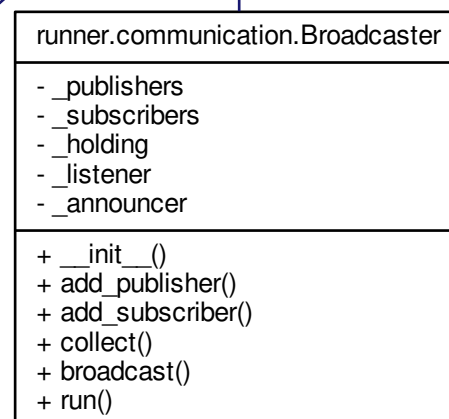 runner.communication.Broadcaster
- _publishers
- _subscribers
- _holding
- _listener
- _announcer
+ __init__()
+ add_publisher()
+ add_subscriber()
+ collect()
+ broadcast()
+ run()